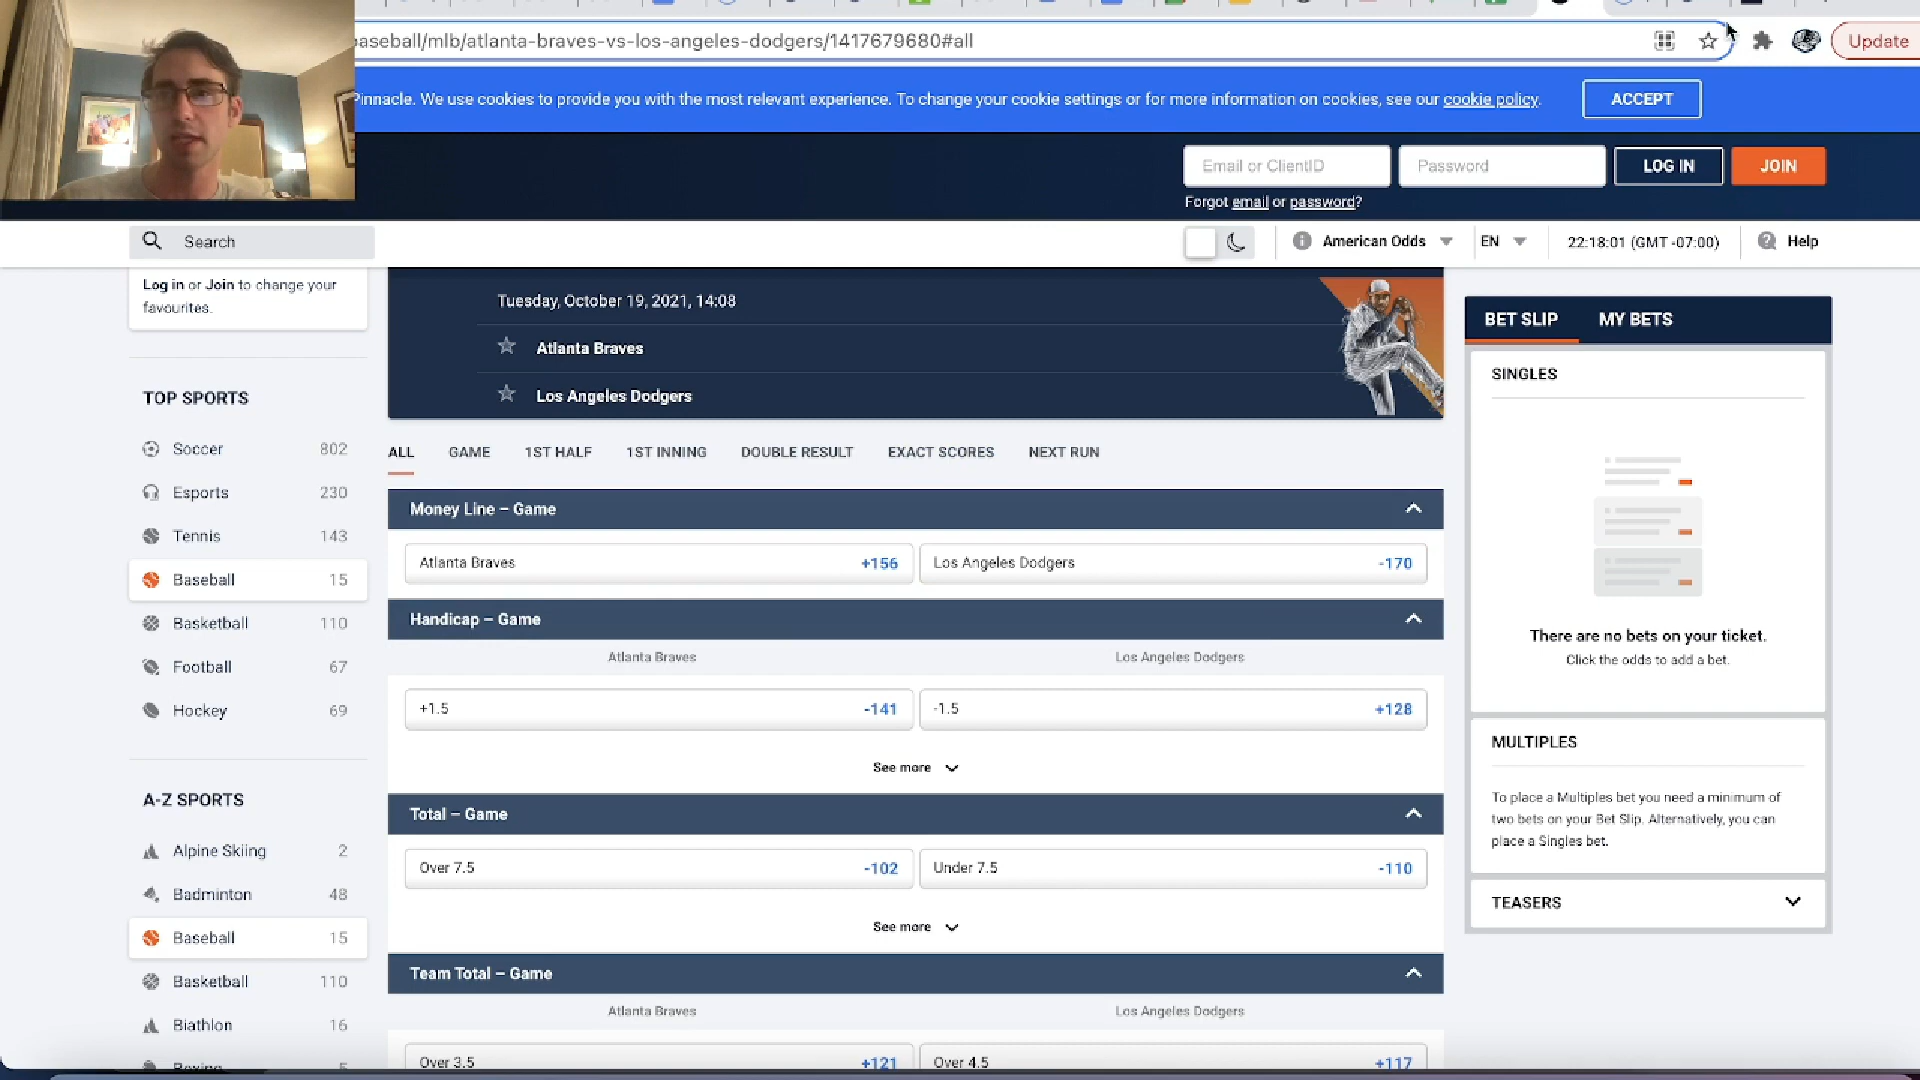 aseball/mlb/atlanta-braves-vs-los-angeles-dodgers/1417679680#all
Update
Pinnacle. We use cookies to provide you with the most relevant experience. To change your cookie settings or for more information on cookies, see our cookie policy.
ACCEPT
Email or ClientID
Password
LOG IN
JOIN
Forgot email or password?
Search
American Odds
EN
22:18:01 (GMT -07:00)
Help
Log in or Join to change your
favourites.
TOP SPORTS
Soccer 802
Esports 230
Tennis 143
Baseball 15
Basketball 110
Football 67
Hockey 69
A-Z SPORTS
Alpine Skiing 2
Badminton 48
Baseball 15
Basketball 110
Biathlon 16
Boxing 5
Tuesday, October 19, 2021, 14:08
Atlanta Braves
Los Angeles Dodgers
ALL GAME 1ST HALF 1ST INNING DOUBLE RESULT EXACT SCORES NEXT RUN
Money Line – Game
Atlanta Braves +156 Los Angeles Dodgers -170
Handicap – Game
Atlanta Braves Los Angeles Dodgers
+1.5 -141 -1.5 +128
See more
Total – Game
Over 7.5 -102 Under 7.5 -110
See more
Team Total – Game
Atlanta Braves Los Angeles Dodgers
Over 3.5 +121 Over 4.5 +117
BET SLIP MY BETS
SINGLES
There are no bets on your ticket.
Click the odds to add a bet.
MULTIPLES
To place a Multiples bet you need a minimum of
two bets on your Bet Slip. Alternatively, you can
place a Singles bet.
TEASERS